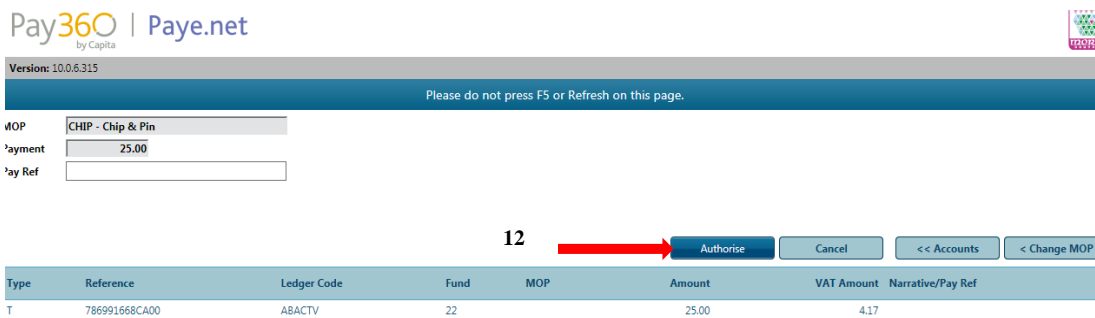 Pay360 | Paye.net
by Capita
Version: 10.0.6.315
Please do not press F5 or Refresh on this page.
MOP CHIP - Chip & Pin
Payment 25.00
Pay Ref
12
Authorise Cancel << Accounts < Change MOP
Type Reference Ledger Code Fund MOP Amount VAT Amount Narrative/Pay Ref
T 786991668CA00 ABACTV 22 25.00 4.17